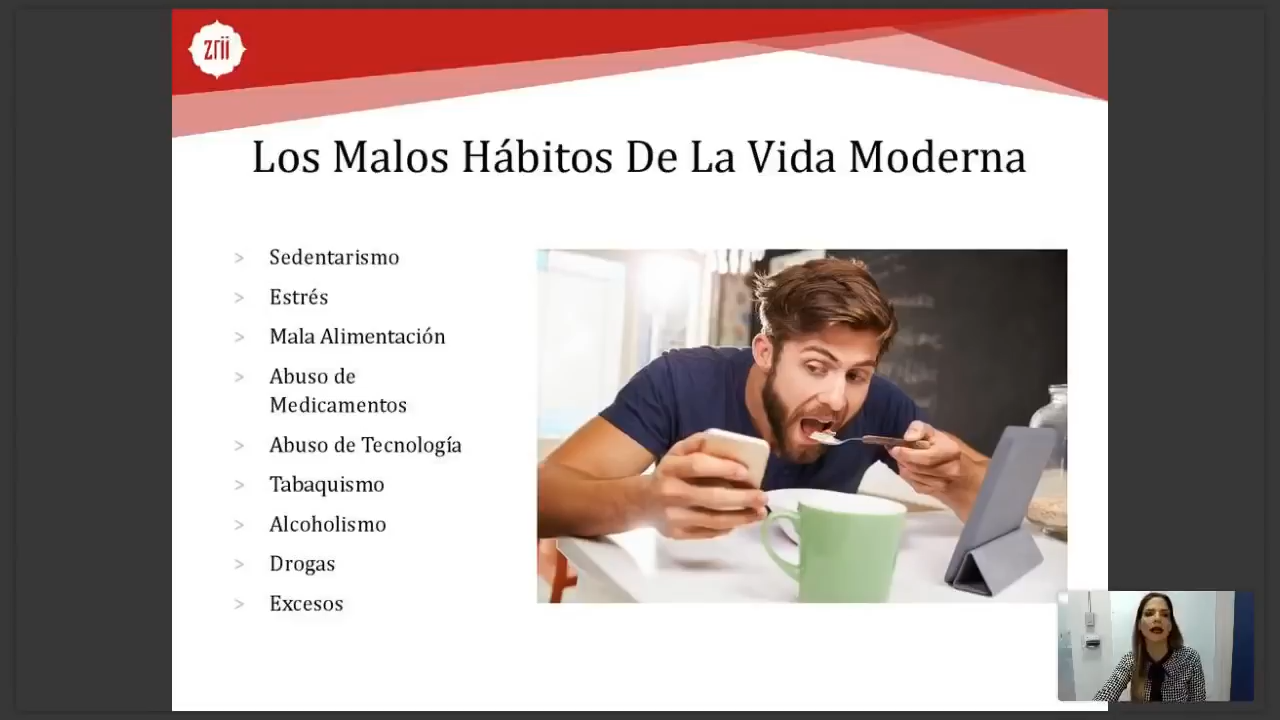 zrii
Los Malos Hábitos De La Vida Moderna
> Sedentarismo
> Estrés
> Mala Alimentación
> Abuso de
Medicamentos
> Abuso de Tecnología
> Tabaquismo
> Alcoholismo
> Drogas
> Excesos